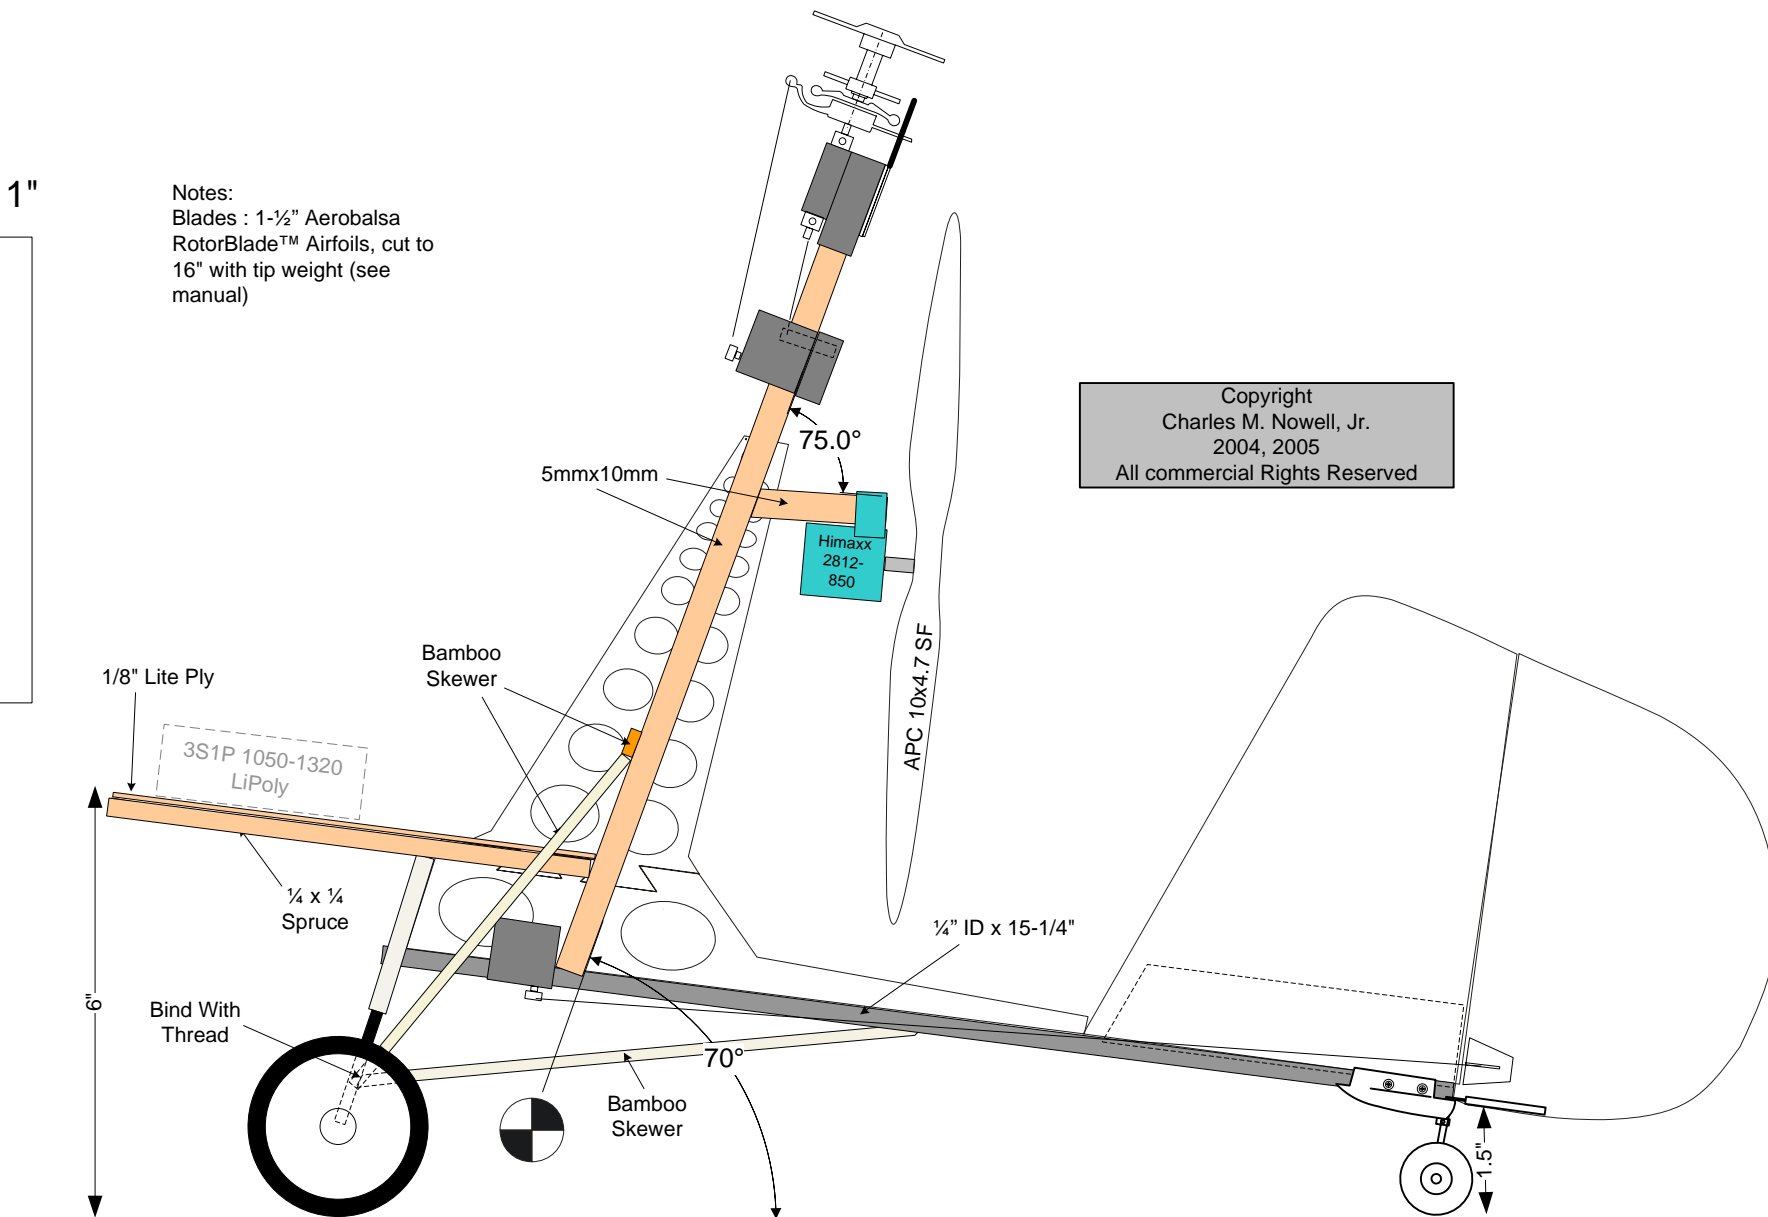 1"
Notes:
Blades : 1-½” Aerobalsa
RotorBlade™ Airfoils, cut to
16" with tip weight (see
manual)
Copyright
Charles M. Nowell, Jr.
2004, 2005
All commercial Rights Reserved
75.0°
5mmx10mm
Himaxx
2812-
850
APC 10x4.7 SF
Bamboo
Skewer
1/8" Lite Ply
3S1P 1050-1320
LiPoly
¼ x ¼
Spruce
¼” ID x 15-1/4"
6"
Bind With
Thread
70°
Bamboo
Skewer
1.5"